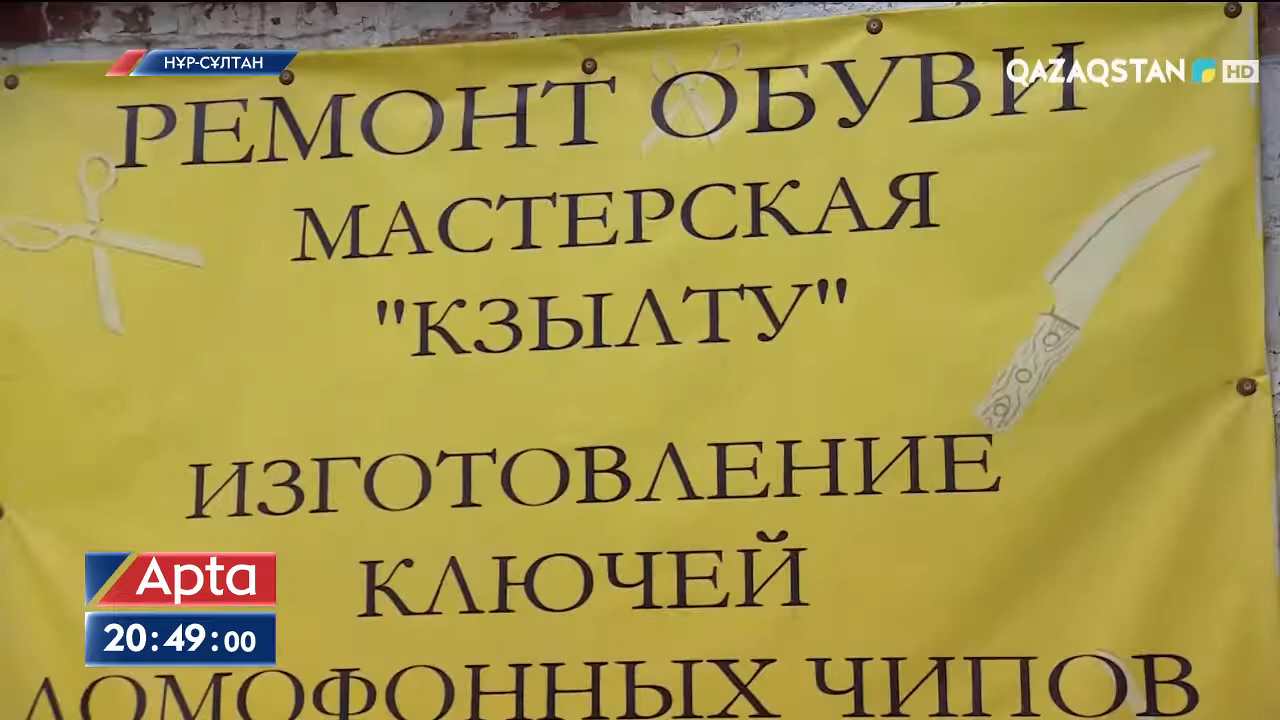 НҰР-СҰЛТАН
QAZAQSTAN HD
РЕМОНТ ОБУВИ
МАСТЕРСКАЯ
"КЗЫЛТУ"
ИЗГОТОВЛЕНИЕ
КЛЮЧЕЙ
ДОМОФОННЫХ ЧИПОВ
Apta
20:49:00